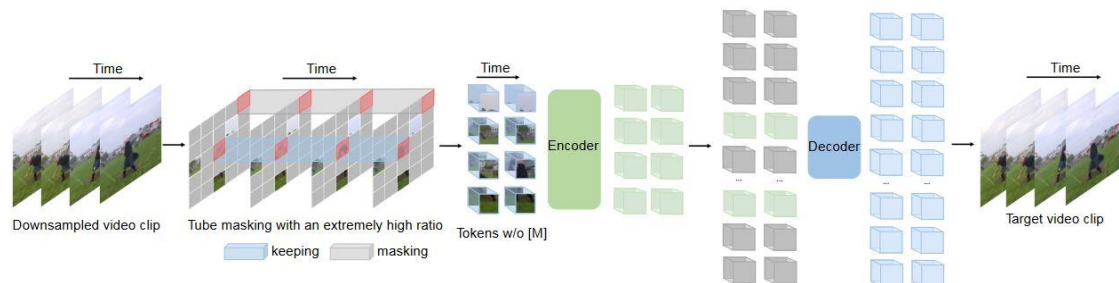 Time
Time
Time
Time
Encoder
Decoder
...
...
...
...
Downsampled video clip
Tube masking with an extremely high ratio
Tokens w/o [M]
Target video clip
keeping
masking